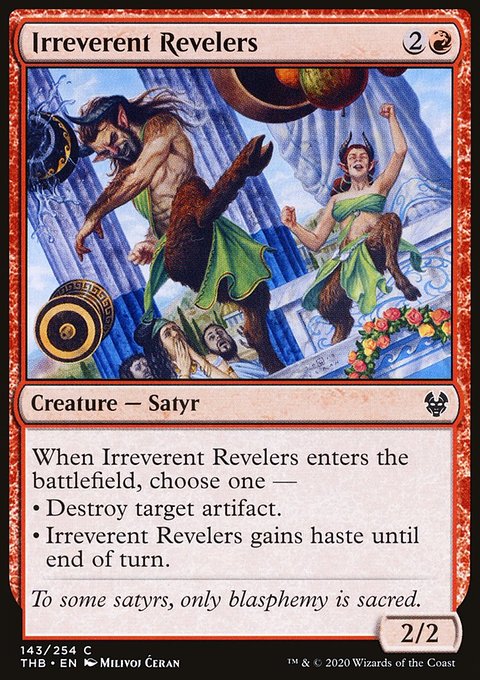 Irreverent Revelers 2
Creature — Satyr
When Irreverent Revelers enters the
battlefield, choose one —
• Destroy target artifact.
• Irreverent Revelers gains haste until
end of turn.
To some satyrs, only blasphemy is sacred.
2/2
143/254 C
THB • EN Milivoj Ćeran
™ & © 2020 Wizards of the Coast